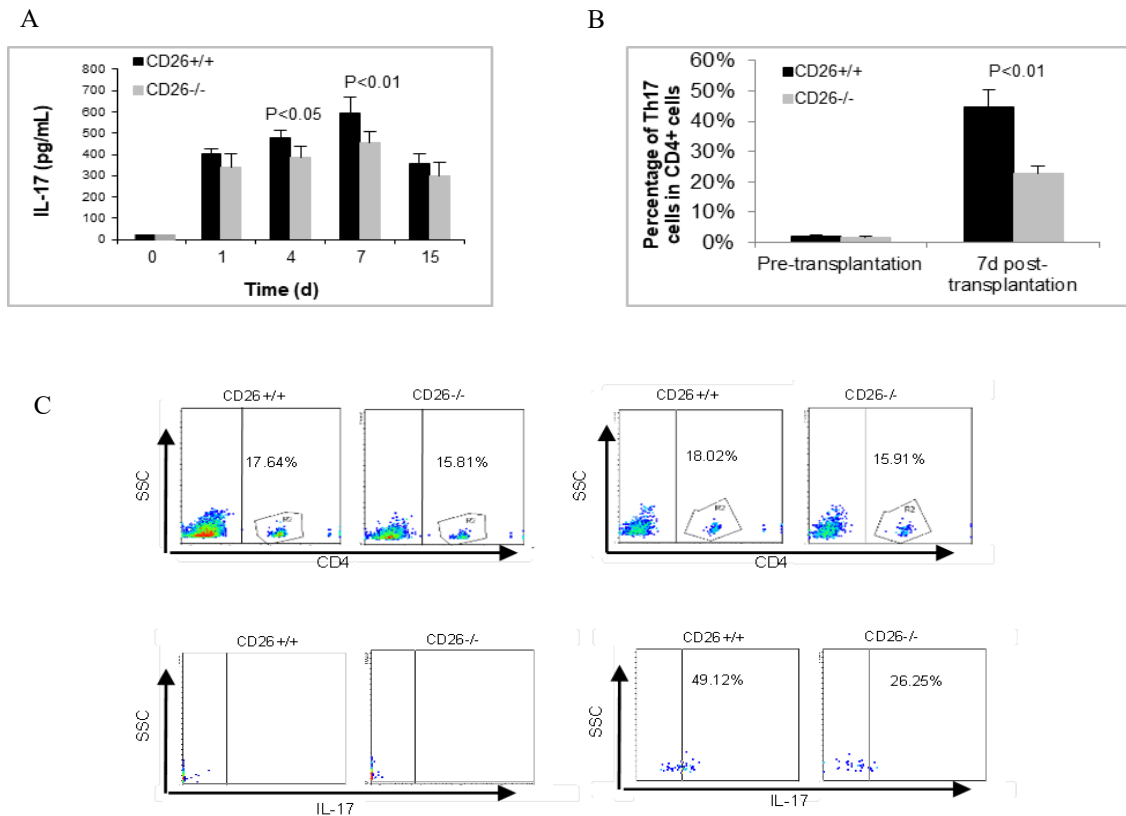 A
CD26+/+
CD26-/-
800
700
600
500
400
300
200
100
0
IL-17 (pg/mL)
P<0.05
P<0.01
0 1 4 7 15
Time (d)
B
CD26+/+
CD26-/-
60%
50%
40%
30%
20%
10%
0%
Percentage of Th17
cells in CD4+ cells
P<0.01
Pre-transplantation
7d post-
transplantation
C
CD26+/+ CD26-/- CD26+/+ CD26-/-
17.64% 15.81% 18.02% 15.91%
R2 R2 R2 R2
SSC SSC
CD4 CD4
CD26+/+ CD26-/- CD26+/+ CD26-/-
49.12% 26.25%
SSC SSC
IL-17 IL-17